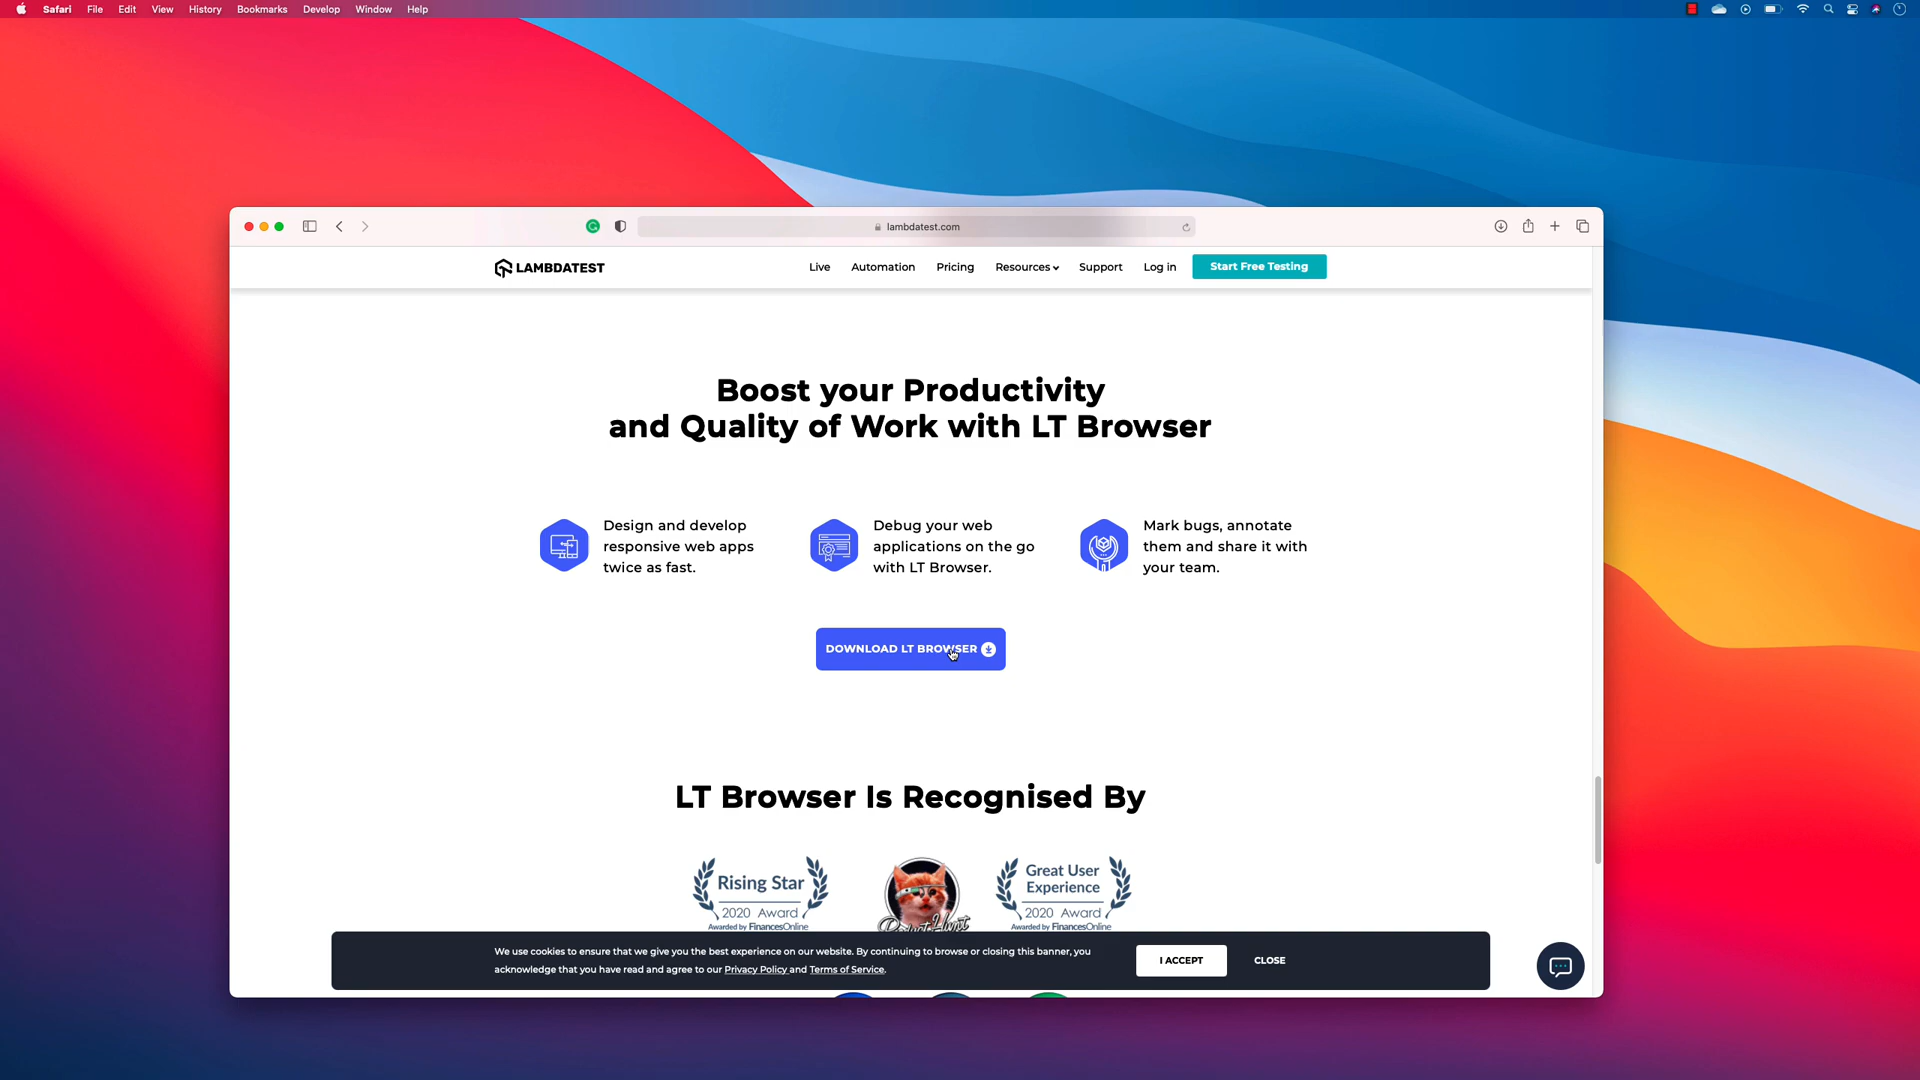 Safari File Edit View History Bookmarks Develop Window Help
lambdatest.com
LAMBDATEST Live Automation Pricing Resources Support Log in Start Free Testing
Boost your Productivity
and Quality of Work with LT Browser
Design and develop
responsive web apps
twice as fast.
Debug your web
applications on the go
with LT Browser.
Mark bugs, annotate
them and share it with
your team.
DOWNLOAD LT BROWSER
LT Browser Is Recognised By
Rising Star
2020 Award
Awarded by FinancesOnline
Product Hunt
Great User
Experience
2020 Award
Awarded by FinancesOnline
We use cookies to ensure that we give you the best experience on our website. By continuing to browse or closing this banner, you
acknowledge that you have read and agree to our Privacy Policy and Terms of Service.
I ACCEPT
CLOSE